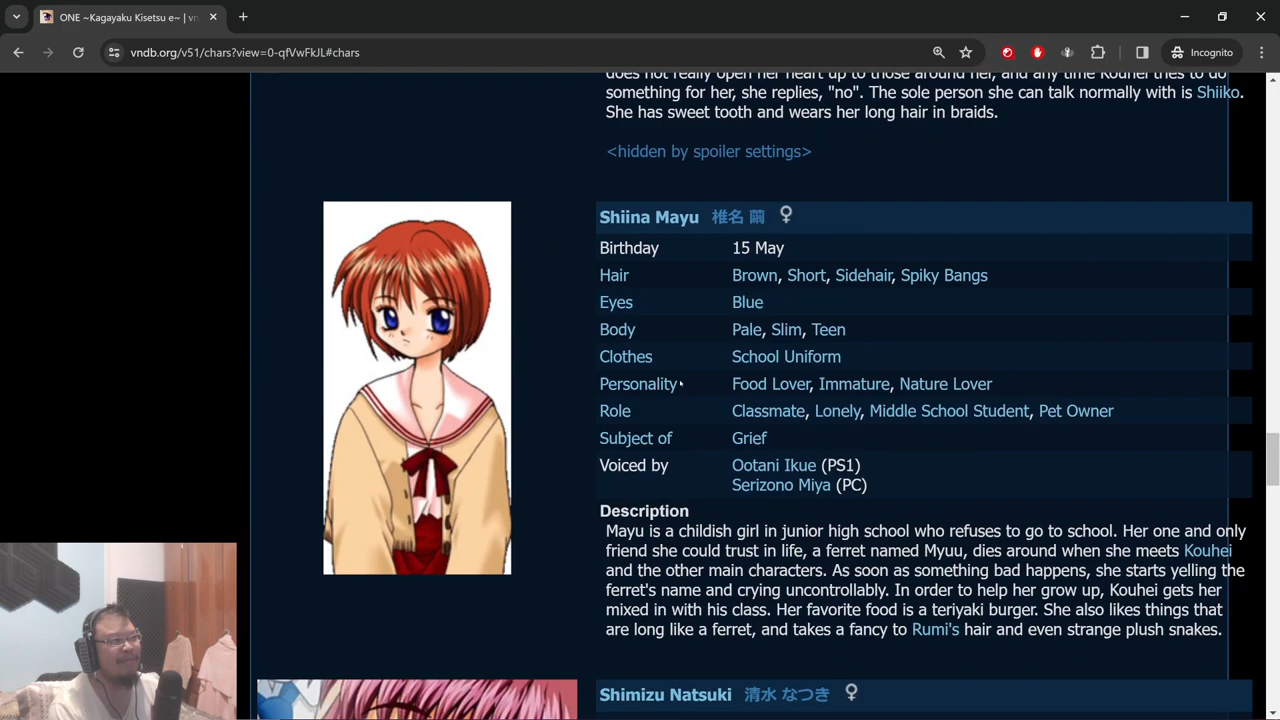 ONE ~Kagayaku Kisetsu e~ | vn
vndb.org/v51/chars?view=0-qfVwFkJL#chars
Incognito
does not really open her heart up to those around her, and any time Kouhei tries to do
something for her, she replies, "no". The sole person she can talk normally with is Shiiko.
She has sweet tooth and wears her long hair in braids.
<hidden by spoiler settings>
Shiina Mayu 椎名 繭 ♀
Birthday 15 May
Hair Brown, Short, Sidehair, Spiky Bangs
Eyes Blue
Body Pale, Slim, Teen
Clothes School Uniform
Personality Food Lover, Immature, Nature Lover
Role Classmate, Lonely, Middle School Student, Pet Owner
Subject of Grief
Voiced by Ootani Ikue (PS1)
Serizono Miya (PC)
Description
Mayu is a childish girl in junior high school who refuses to go to school. Her one and only
friend she could trust in life, a ferret named Myuu, dies around when she meets Kouhei
and the other main characters. As soon as something bad happens, she starts yelling the
ferret's name and crying uncontrollably. In order to help her grow up, Kouhei gets her
mixed in with his class. Her favorite food is a teriyaki burger. She also likes things that
are long like a ferret, and takes a fancy to Rumi's hair and even strange plush snakes.
Shimizu Natsuki 清水 なつき ♀